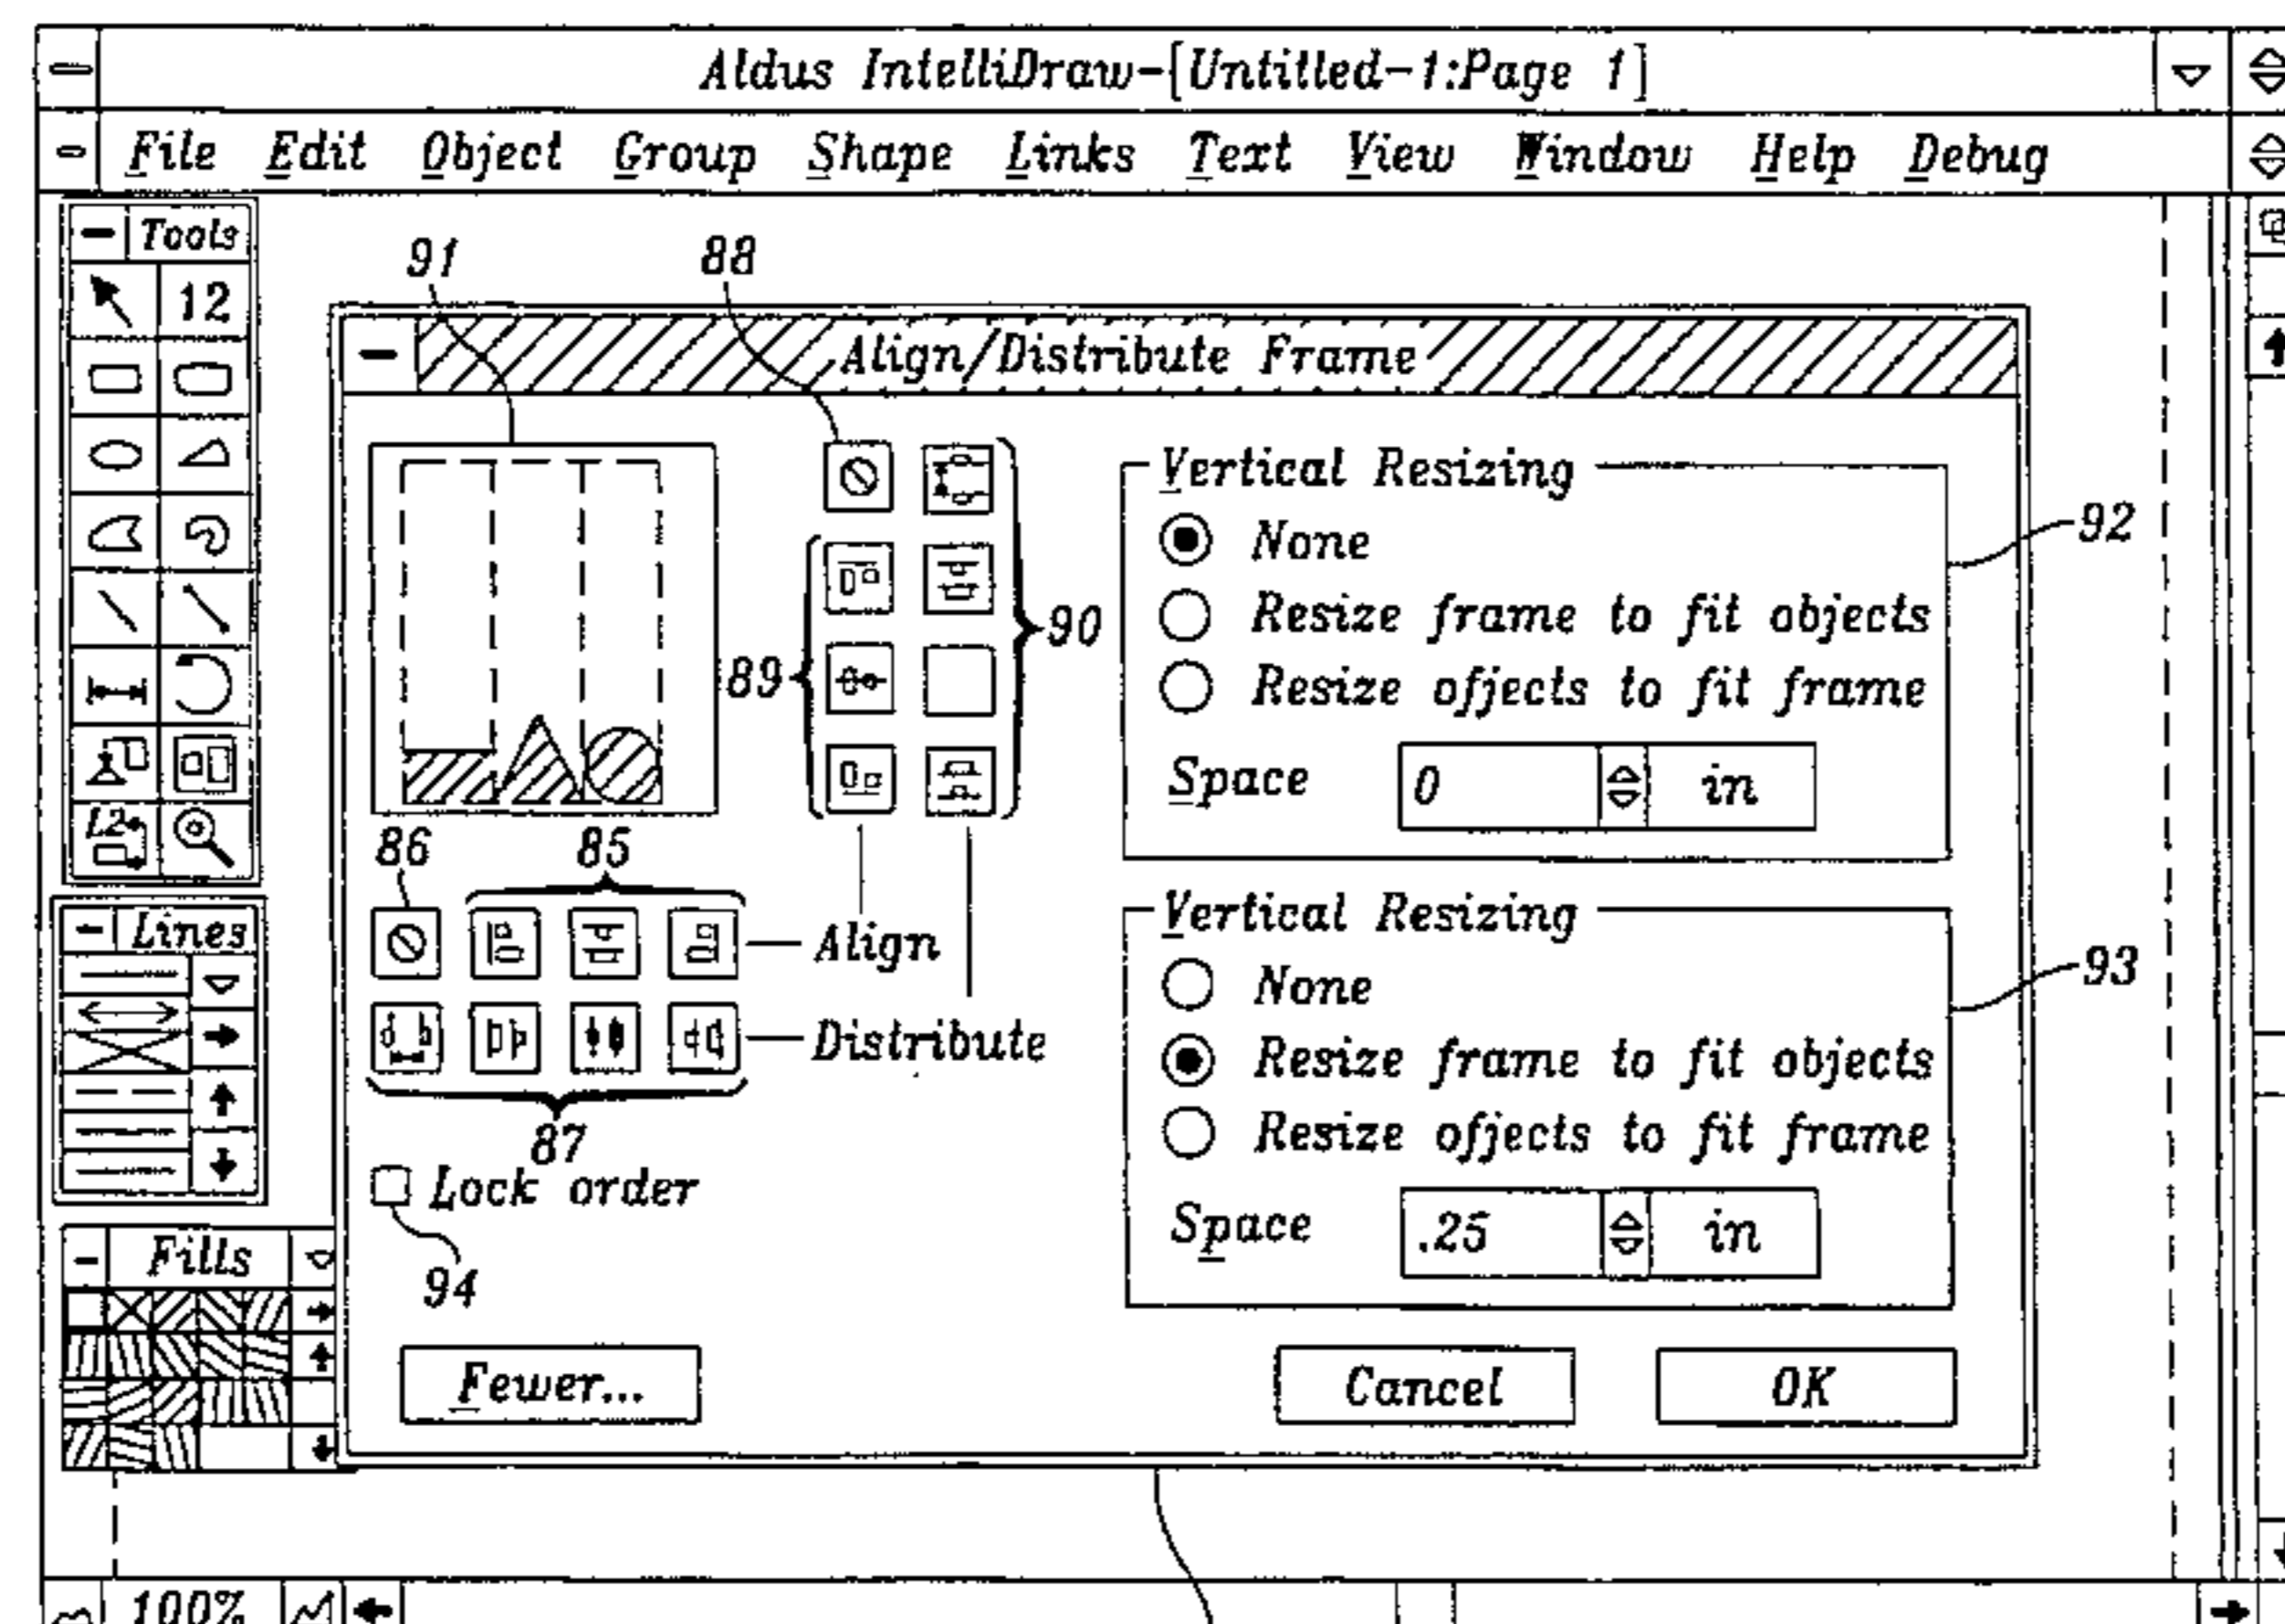 Aldus IntelliDraw-[Untitled-1:Page 1]
File Edit Object Group Shape Links Text View Window Help Debug
Tools
12
L2
91
88
Align/Distribute Frame
89
90
86
85
Align
Distribute
87
Lock order
94
Vertical Resizing
None
Resize frame to fit objects
Resize ofjects to fit frame
Space 0 in
92
Vertical Resizing
None
Resize frame to fit objects
Resize ofjects to fit frame
Space .25 in
93
Lines
Fills
Fewer...
Cancel
OK
100%